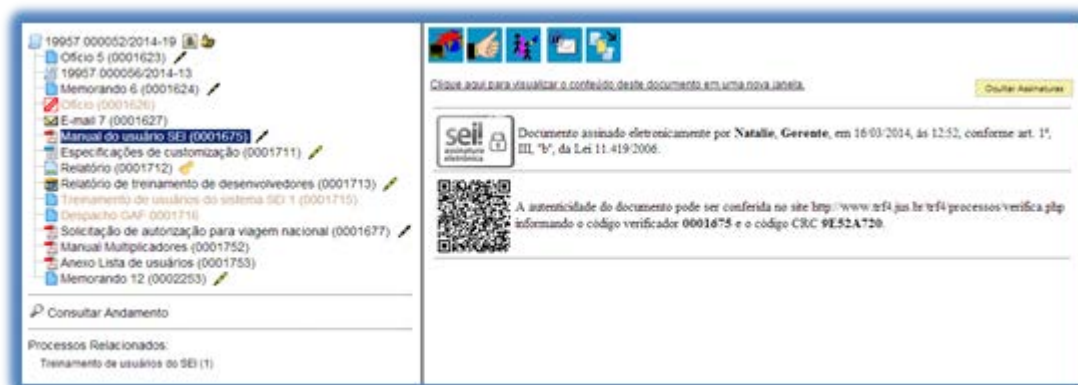 19957.000052/2014-19
Ofício 5 (0001623)
19957.000056/2014-13
Memorando 6 (0001624)
Ofício (0001626)
E-mail 7 (0001627)
Manual do usuário SEI (0001675)
Especificações de customização (0001711)
Relatório (0001712)
Relatório de treinamento de desenvolvedores (0001713)
Treinamento de usuários do sistema SEI 1 (0001715)
Despacho GAF 0001716
Solicitação de autorização para viagem nacional (0001677)
Manual Multiplicadores (0001752)
Anexo Lista de usuários (0001753)
Memorando 12 (0002253)
Consultar Andamento
Processos Relacionados:
Treinamento de usuários do SEI (1)
Clique aqui para visualizar o conteúdo deste documento em uma nova janela.
Ocultar Assinaturas
sei!
assinatura
eletrônica
Documento assinado eletronicamente por Natalie, Gerente, em 16/03/2014, às 12:52, conforme art. 1º,
III, "b", da Lei 11.419/2006.
A autenticidade do documento pode ser conferida no site http://www.trf4.jus.br/trf4/processos/verifica.php
informando o código verificador 0001675 e o código CRC 9E52A720.